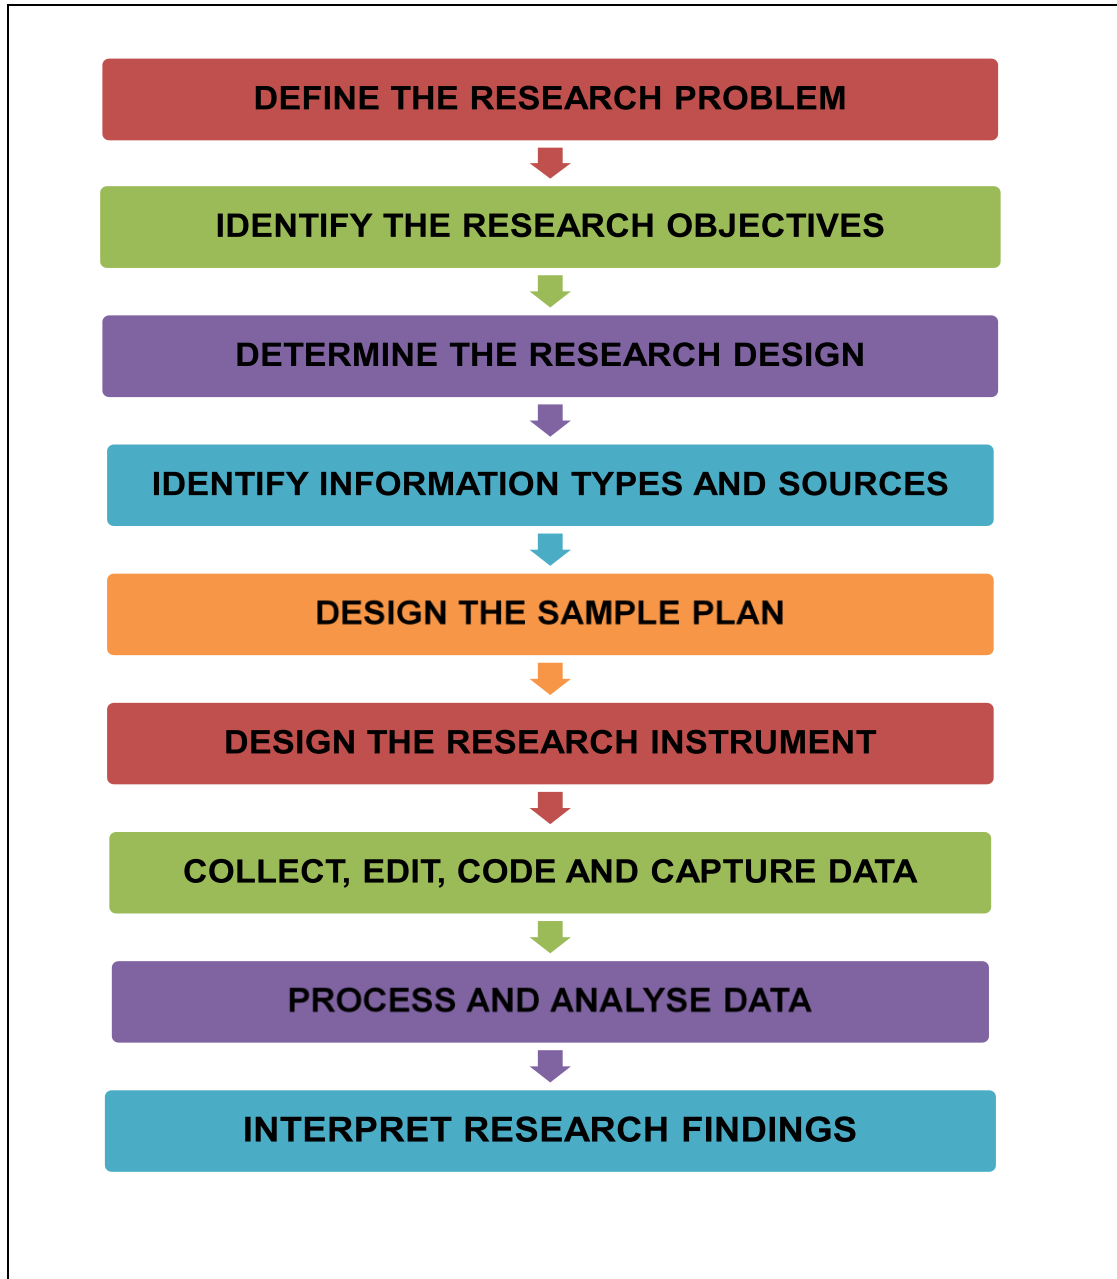 DEFINE THE RESEARCH PROBLEM
IDENTIFY THE RESEARCH OBJECTIVES
DETERMINE THE RESEARCH DESIGN
IDENTIFY INFORMATION TYPES AND SOURCES
DESIGN THE SAMPLE PLAN
DESIGN THE RESEARCH INSTRUMENT
COLLECT, EDIT, CODE AND CAPTURE DATA
PROCESS AND ANALYSE DATA
INTERPRET RESEARCH FINDINGS